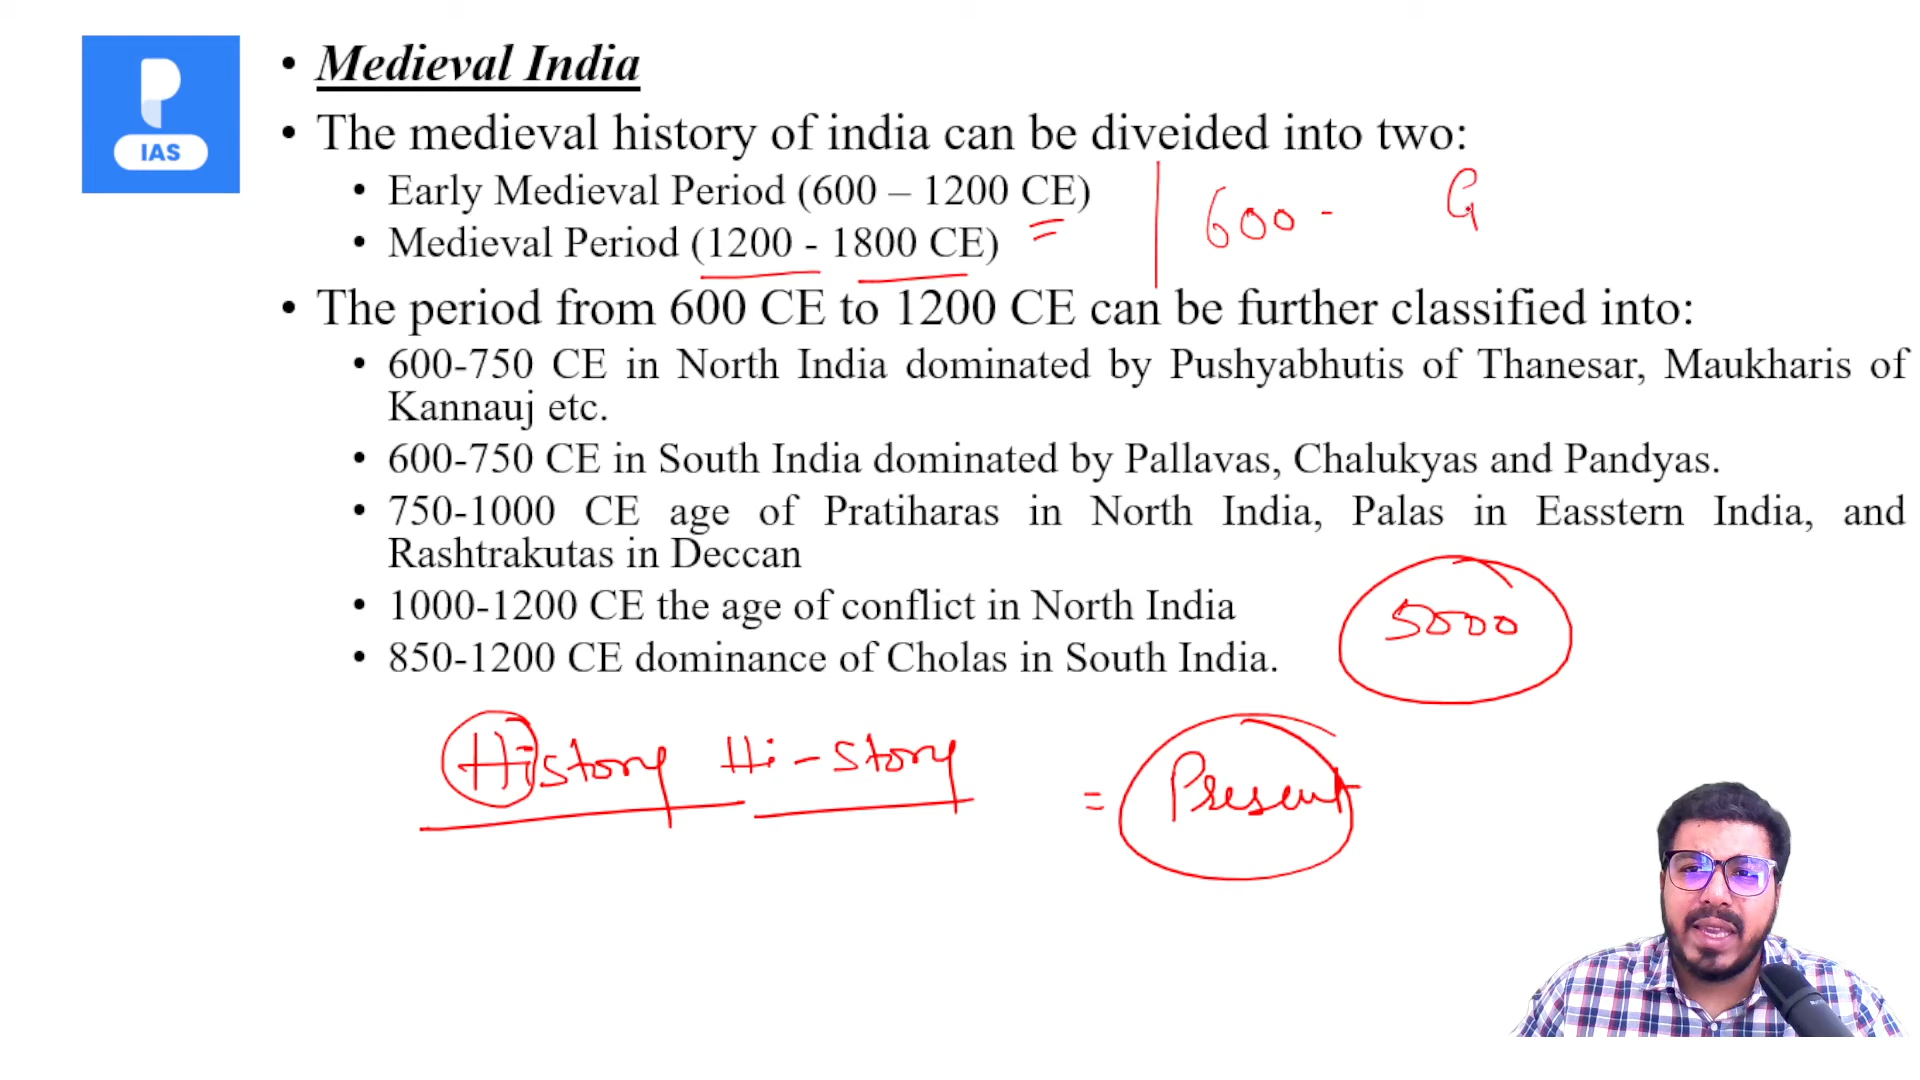 P
IAS
• Medieval India
• The medieval history of india can be diveided into two:
• Early Medieval Period (600 – 1200 CE)
• Medieval Period (1200 - 1800 CE)
600 - G
• The period from 600 CE to 1200 CE can be further classified into:
• 600-750 CE in North India dominated by Pushyabhutis of Thanesar, Maukharis of
Kannauj etc.
• 600-750 CE in South India dominated by Pallavas, Chalukyas and Pandyas.
• 750-1000 CE age of Pratiharas in North India, Palas in Easstern India, and
Rashtrakutas in Deccan
• 1000-1200 CE the age of conflict in North India
5000
• 850-1200 CE dominance of Cholas in South India.
History Hi-story = Present